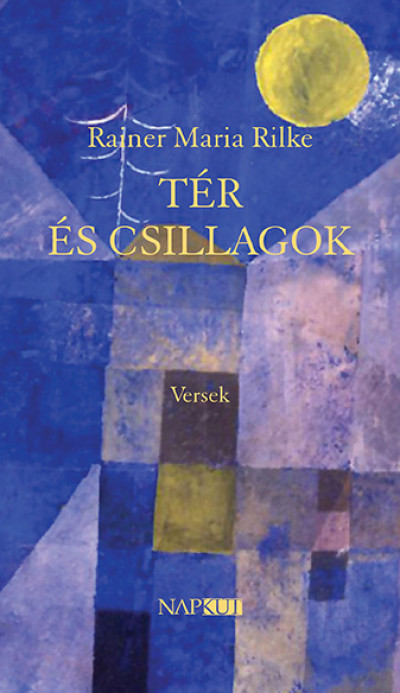 Rainer Maria Rilke
TÉR
ÉS CSILLAGOK
Versek
NAPKUT